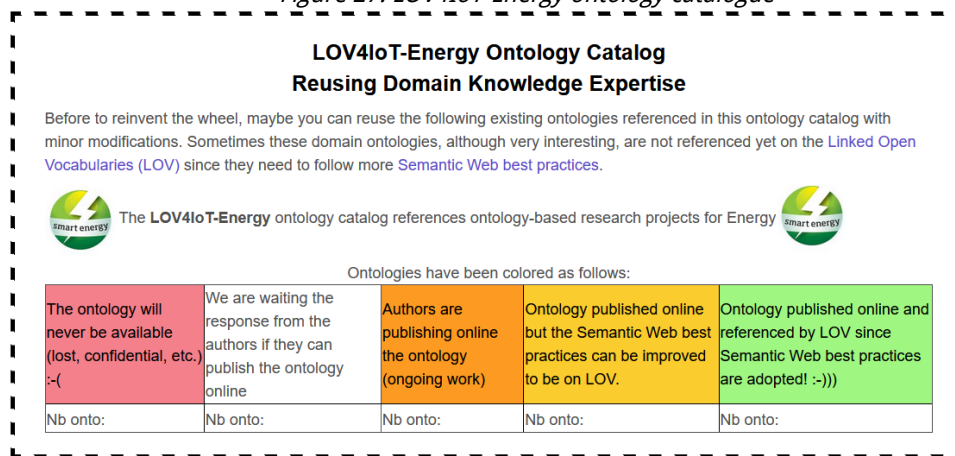 Figure 27: LOV4IoT-Energy ontology catalogue
LOV4IoT-Energy Ontology Catalog
Reusing Domain Knowledge Expertise
Before to reinvent the wheel, maybe you can reuse the following existing ontologies referenced in this ontology catalog with
minor modifications. Sometimes these domain ontologies, although very interesting, are not referenced yet on the Linked Open
Vocabularies (LOV) since they need to follow more Semantic Web best practices.
smart energy
The LOV4IoT-Energy ontology catalog references ontology-based research projects for Energy
smart energy
Ontologies have been colored as follows:
The ontology will
never be available
(lost, confidential, etc.)
:-(
We are waiting the
response from the
authors if they can
publish the ontology
online
Authors are
publishing online
the ontology
(ongoing work)
Ontology published online
but the Semantic Web best
practices can be improved
to be on LOV.
Ontology published online and
referenced by LOV since
Semantic Web best practices
are adopted! :-)))
Nb onto:
Nb onto:
Nb onto:
Nb onto:
Nb onto: